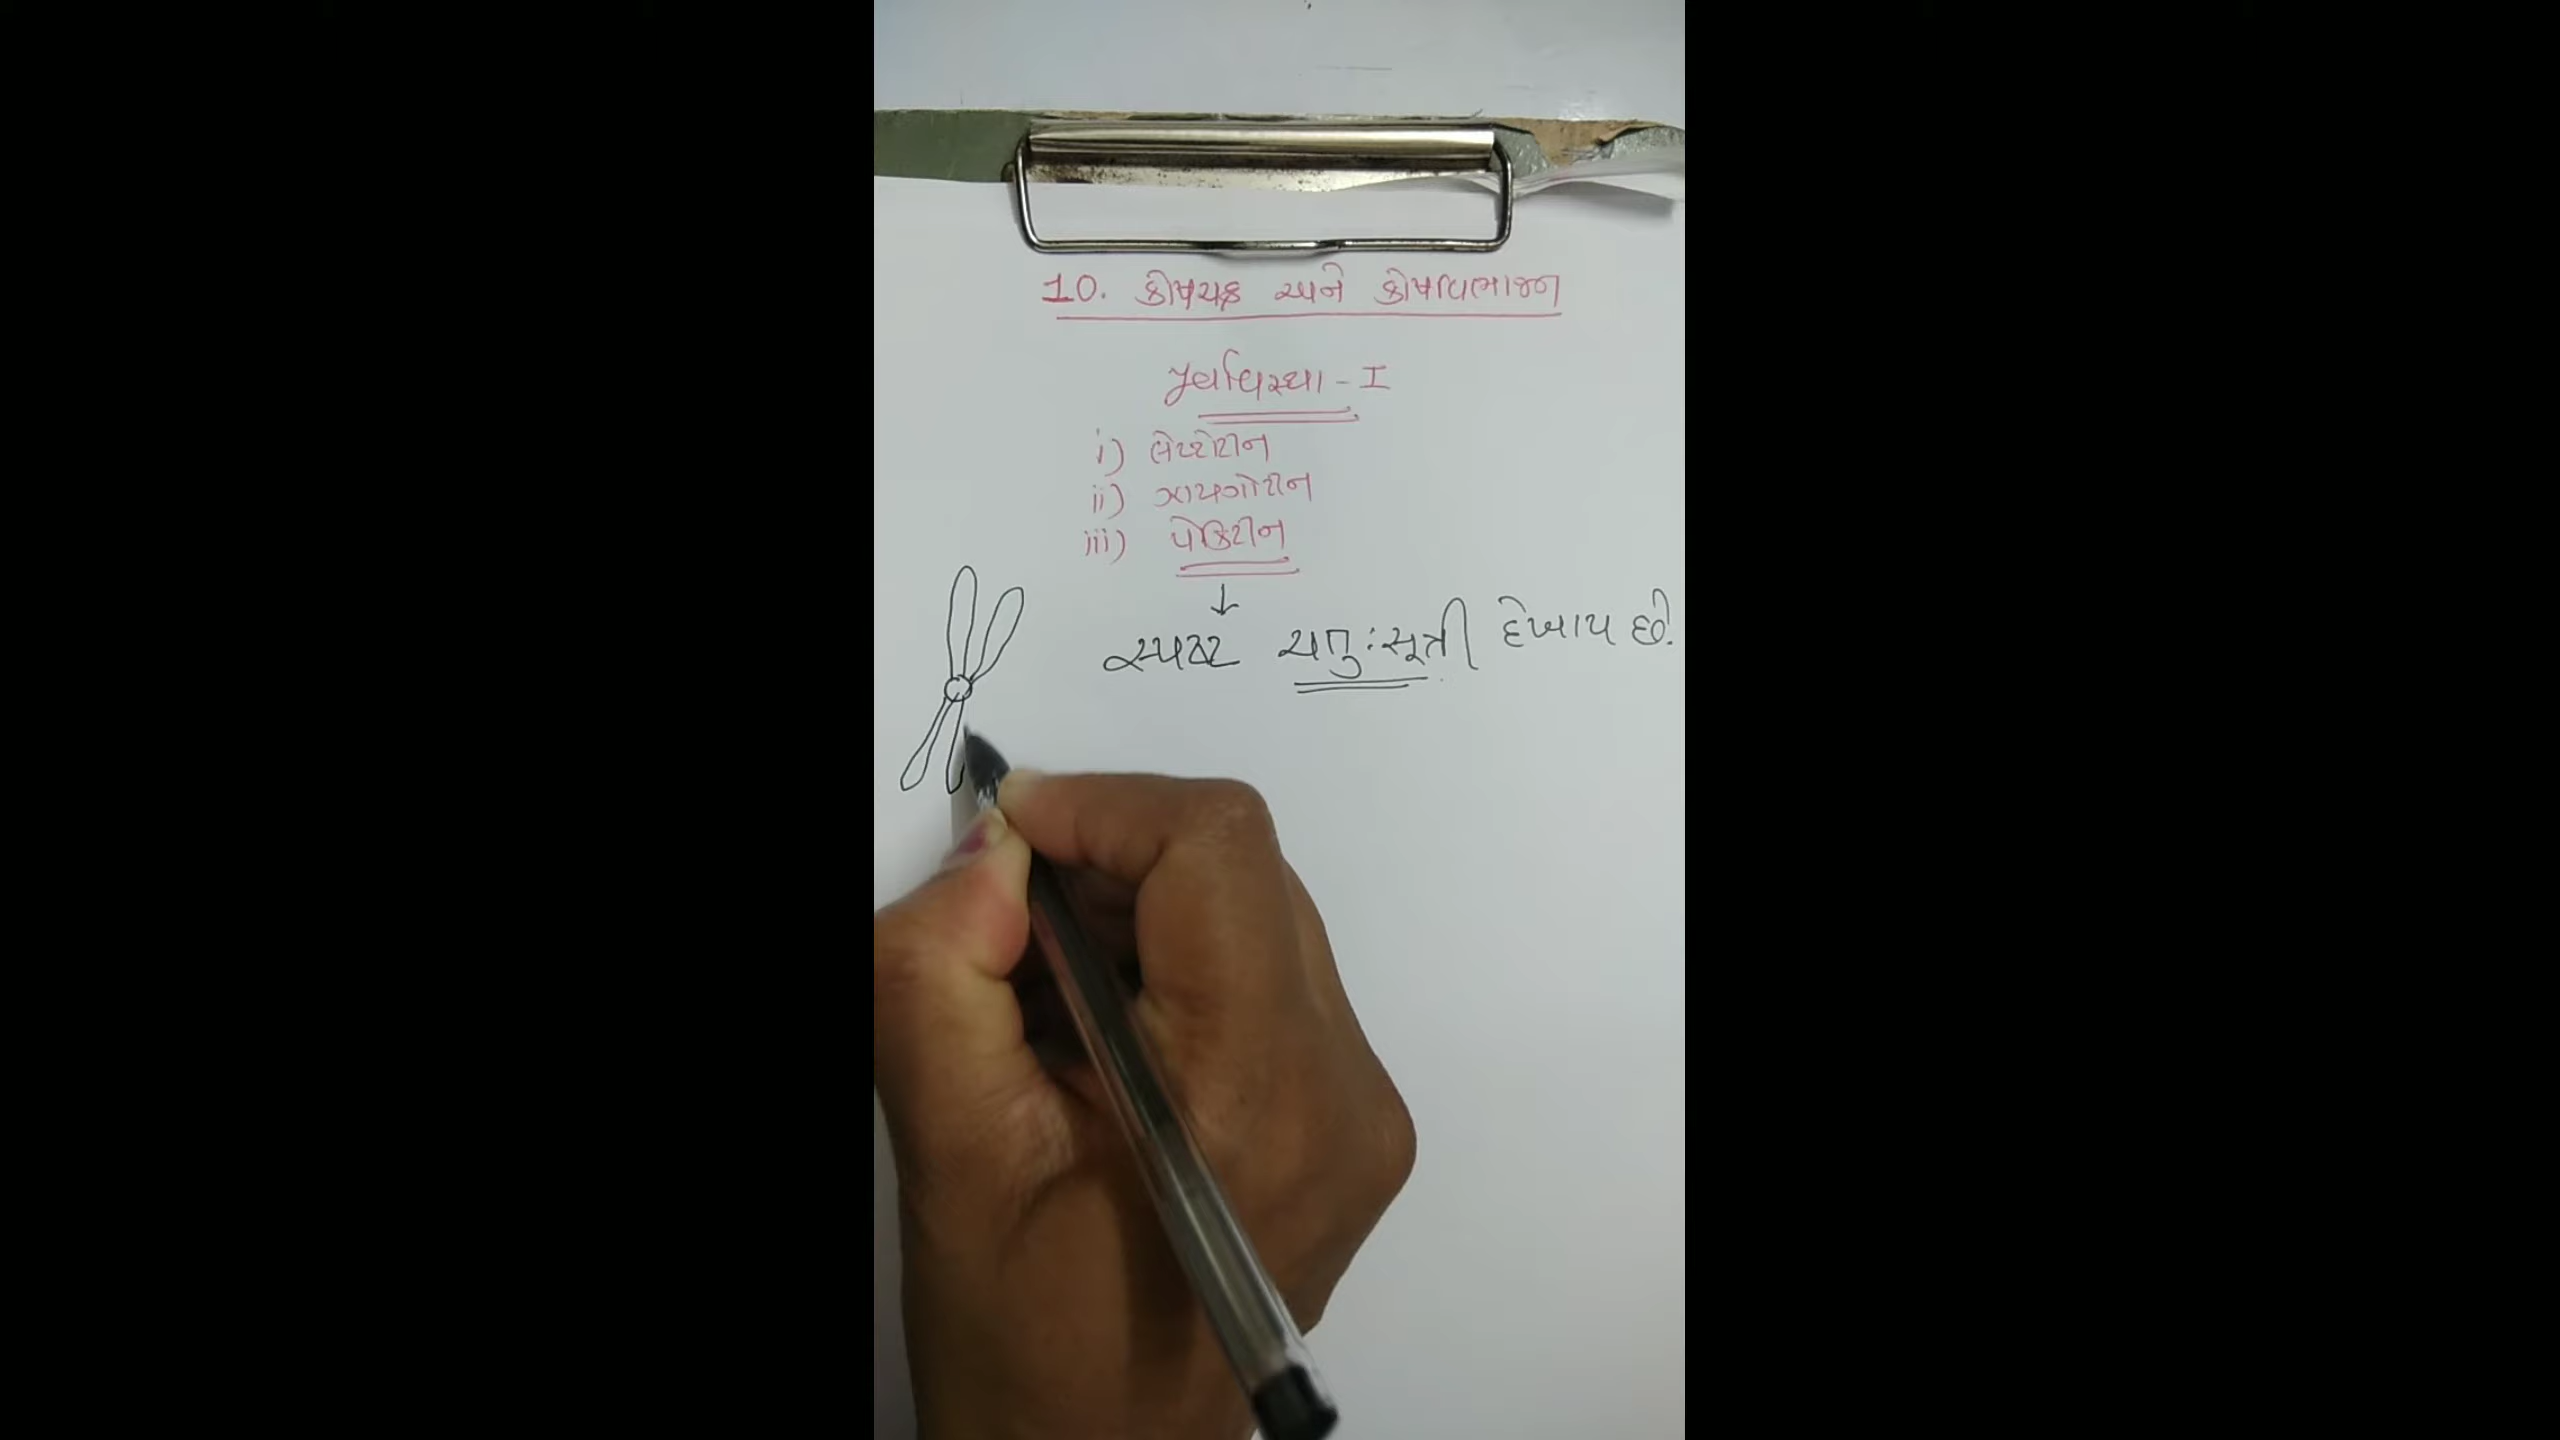 10. કોષચક્ર અને કોષવિભાજન
પૂર્વાવસ્થા - I
i) લેપ્ટોટીન
ii) ઝાયગોટીન
iii) પેકિટીન
↓
સ્પષ્ટ ચતુઃસૂત્રી દેખાય છે.